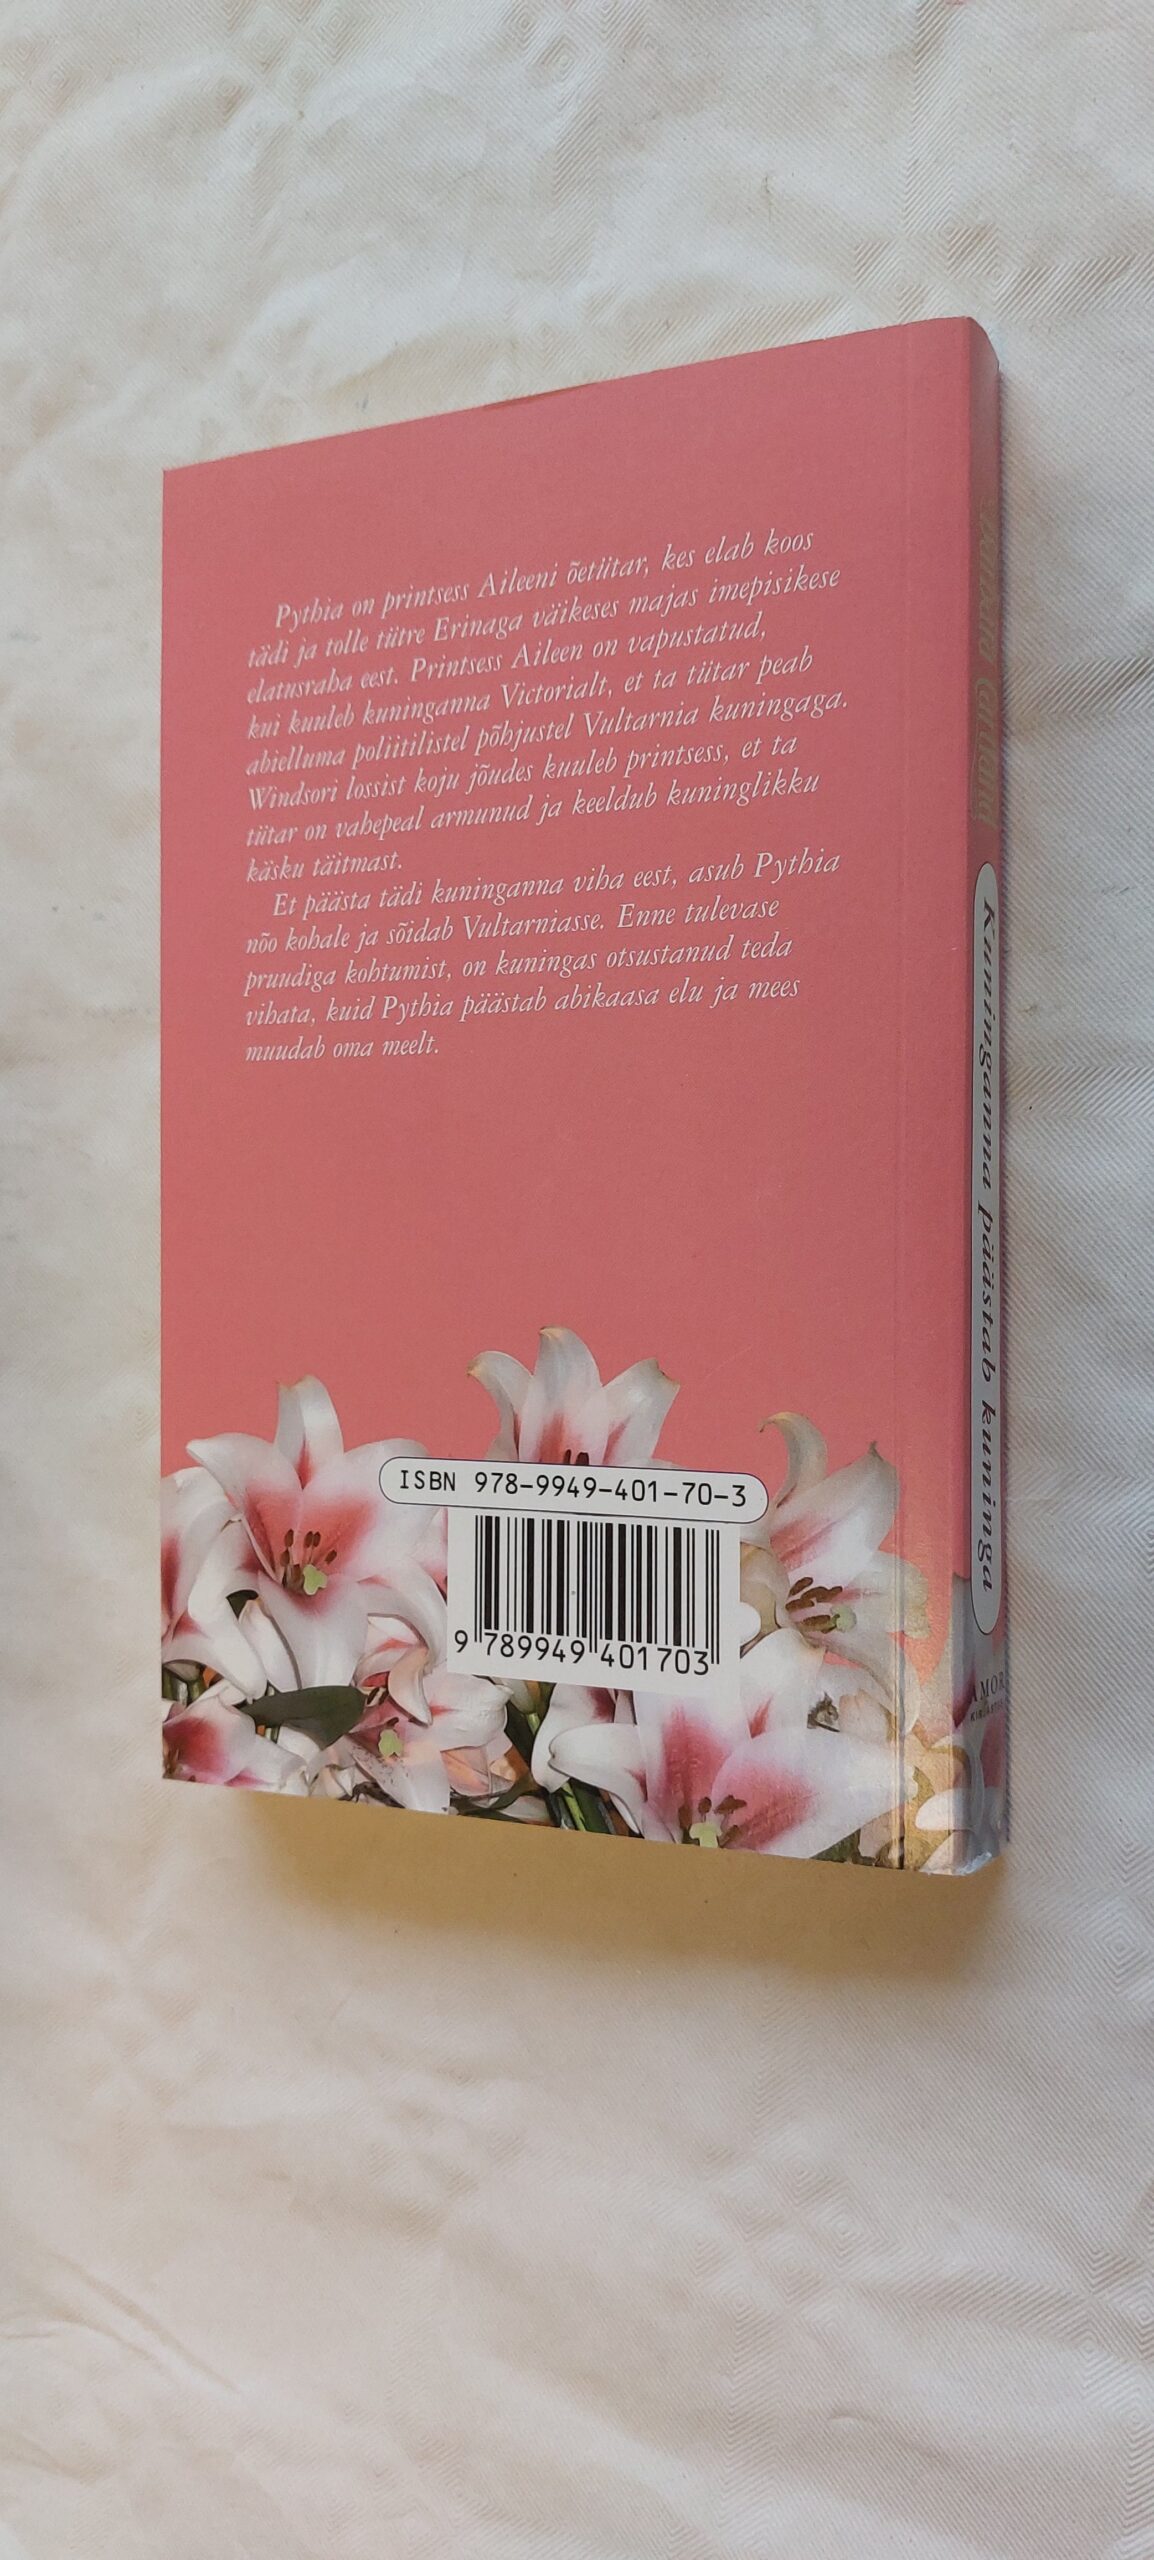 Pythia on printsess Aileeni õetütar, kes elab koos
tädi ja tolle tütre Erinaga väikeses majas imepisikese
elatusraha eest. Printsess Aileen on vapustatud,
kui kuuleb kuninganna Victorialt, et ta tütar peab
abielluma poliitilistel põhjustel Vultarnia kuningaga.
Windsori lossist koju jõudes kuuleb printsess, et ta
tütar on vahepeal armunud ja keeldub kuninglikku
käsku täitmast.
Et päästa tädi kuninganna viha eest, asub Pythia
nõo kohale ja sõidab Vultarniasse. Enne tulevase
pruudiga kohtumist, on kuningas otsustanud teda
vihata, kuid Pythia päästab abikaasa elu ja mees
muudab oma meelt.
ISBN 978-9949-401-70-3
9 789949 401703
Kuninganna päästab kuninga